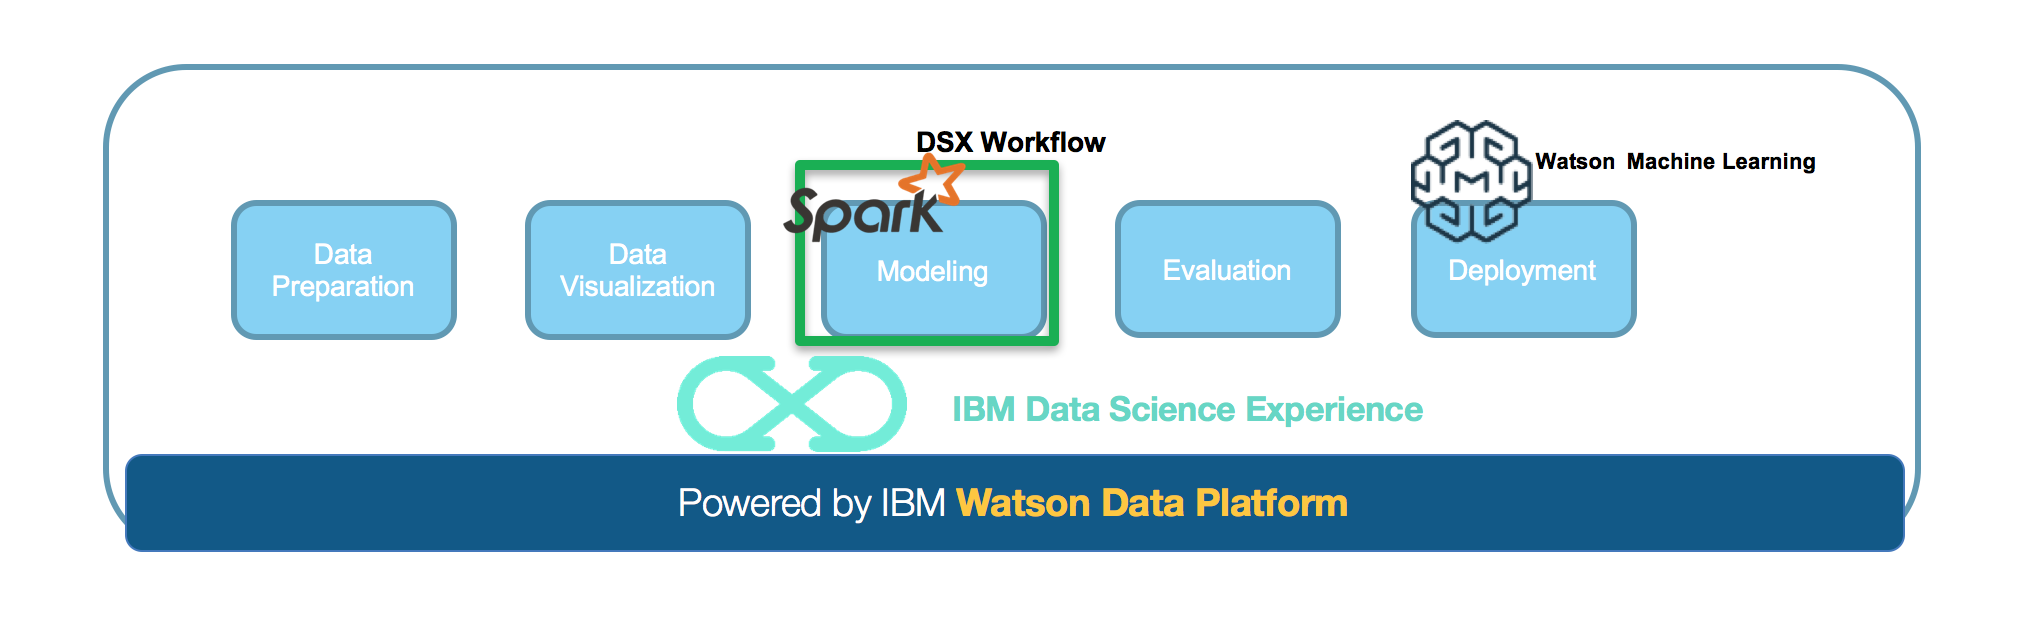 DSX Workflow
Watson Machine Learning
Spark
Data
Preparation
Data
Visualization
Modeling
Evaluation
Deployment
IBM Data Science Experience
Powered by IBM Watson Data Platform